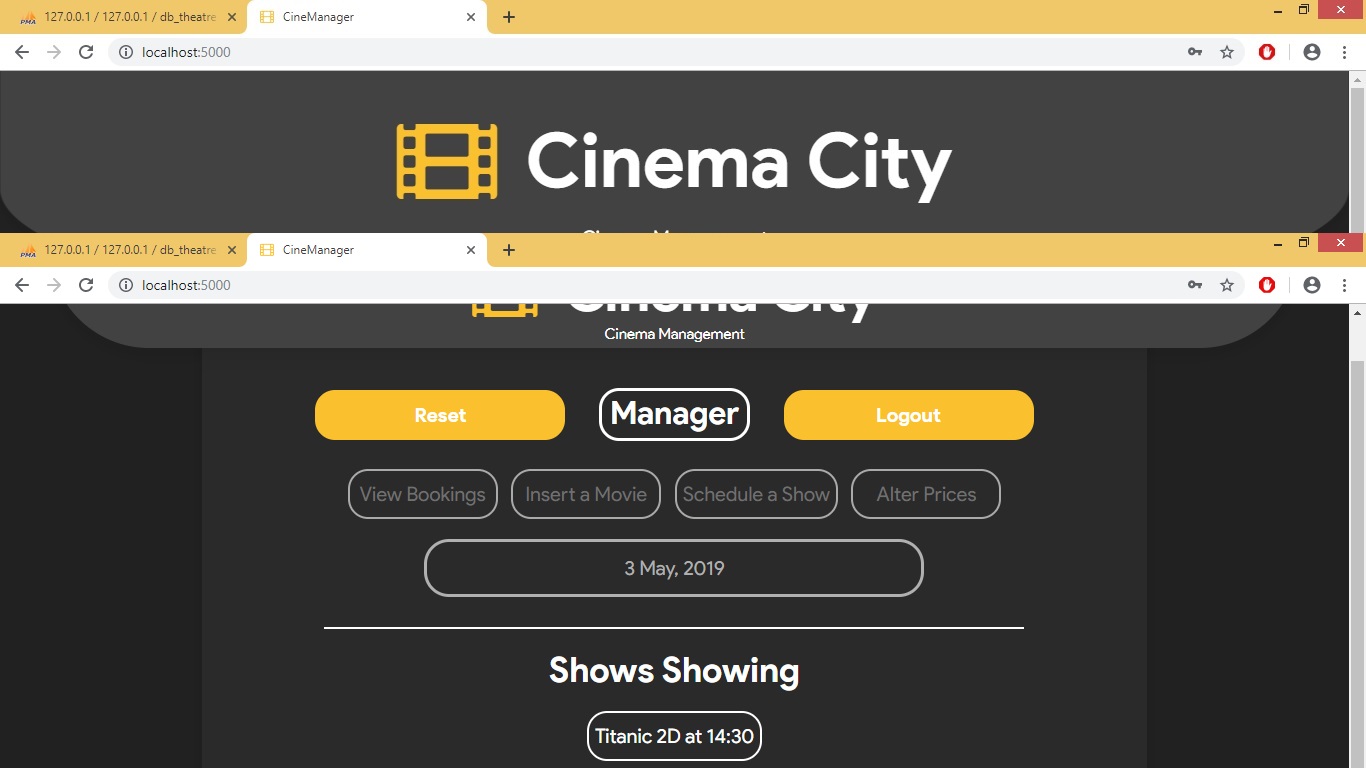 127.0.0.1 / 127.0.0.1 / db_theatre
CineManager
localhost:5000
Cinema City
Cinema Management
127.0.0.1 / 127.0.0.1 / db_theatre
CineManager
localhost:5000
Cinema City
Cinema Management
Reset Manager Logout
View Bookings Insert a Movie Schedule a Show Alter Prices
3 May, 2019
Shows Showing
Titanic 2D at 14:30